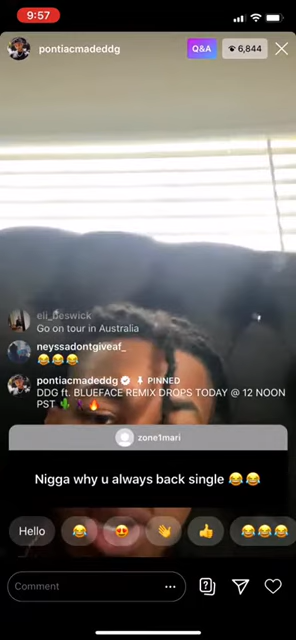 9:57
pontiacmadeddg
Q&A
6,844
eli_beswick
Go on tour in Australia
neyssadontgiveaf_
😂😂😂
pontiacmadeddg PINNED
DDG ft. BLUEFACE REMIX DROPS TODAY @ 12 NOON
PST 🌵🕺🏿🔥
zone1mari
Nigga why u always back single 😂😂
Hello 😂 😍 👋 👍 😂😂😂
Comment